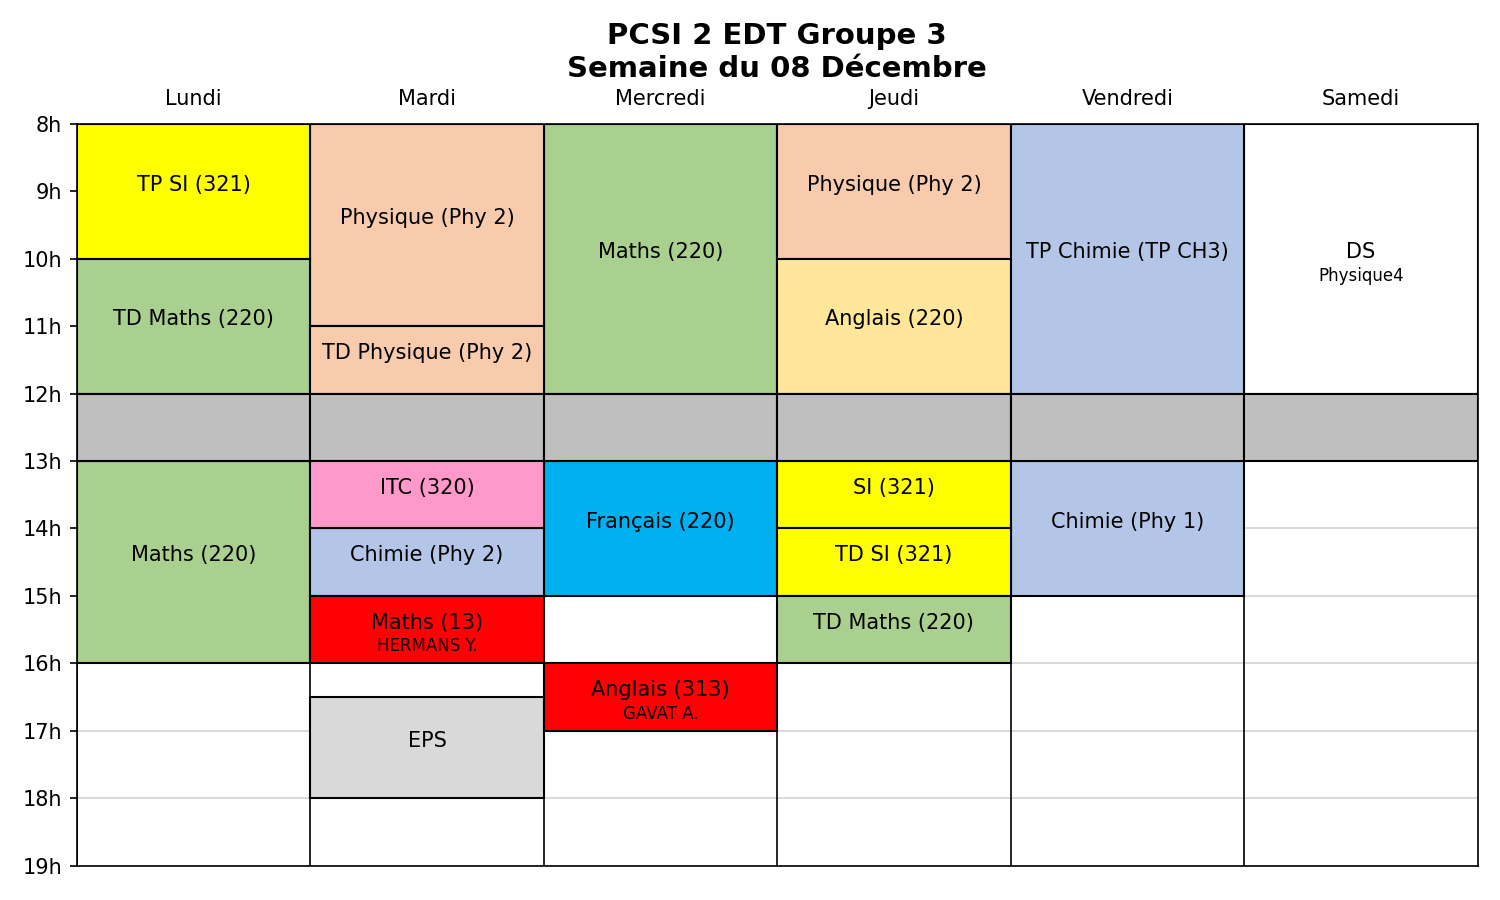 PCSI 2 EDT Groupe 3
Semaine du 08 Décembre
Lundi
Mardi
Mercredi
Jeudi
Vendredi
Samedi
8h
9h
10h
11h
12h
13h
14h
15h
16h
17h
18h
19h
TP SI (321)
TD Maths (220)
Maths (220)
Physique (Phy 2)
TD Physique (Phy 2)
ITC (320)
Chimie (Phy 2)
Maths (13)
HERMANS Y.
EPS
Maths (220)
Français (220)
Anglais (313)
GAVAT A.
Physique (Phy 2)
Anglais (220)
SI (321)
TD SI (321)
TD Maths (220)
TP Chimie (TP CH3)
Chimie (Phy 1)
DS
Physique4